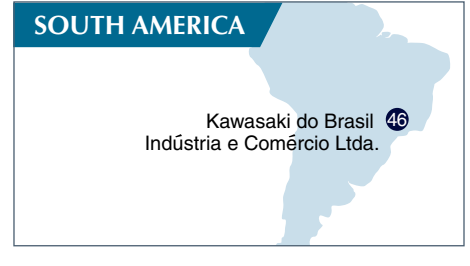 SOUTH AMERICA
Kawasaki do Brasil 46
Indústria e Comércio Ltda.